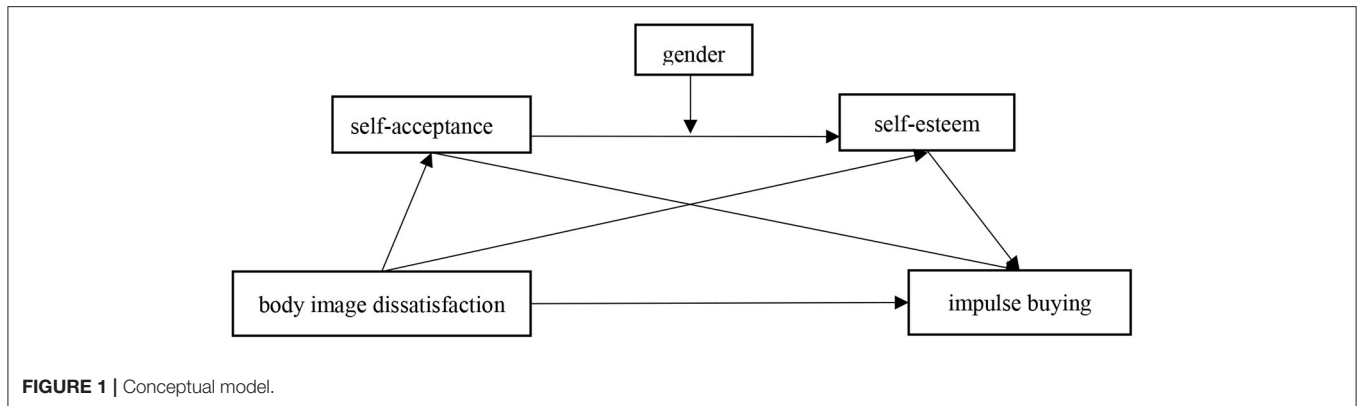 gender
self-acceptance
self-esteem
body image dissatisfaction
impulse buying
FIGURE 1 | Conceptual model.